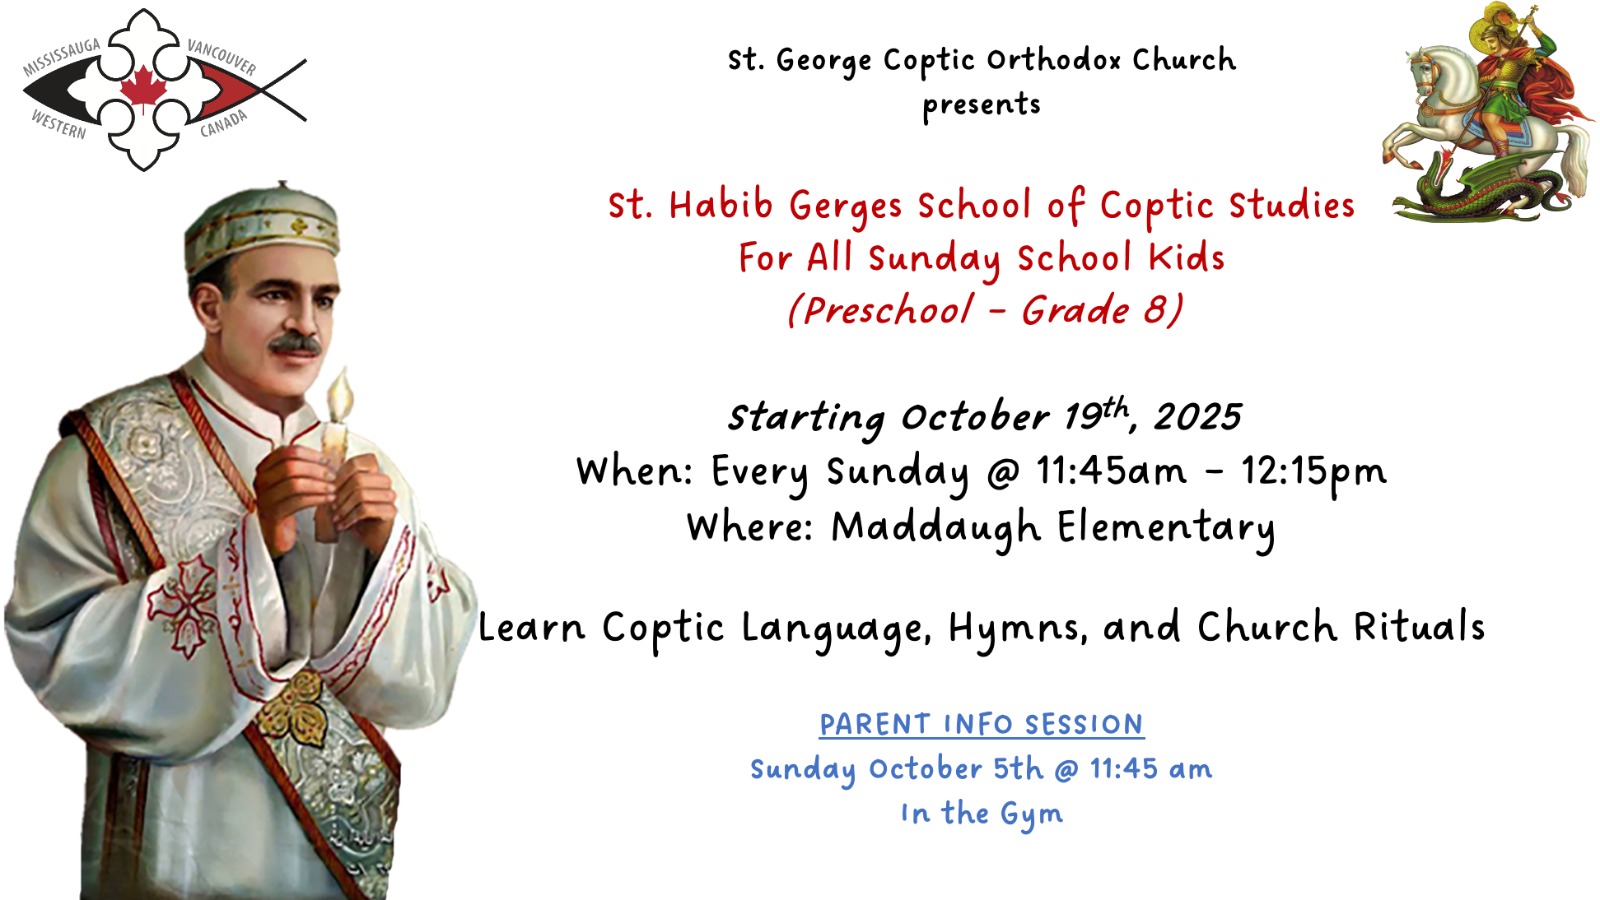 MISSISSAUGA
VANCOUVER
WESTERN
CANADA
St. George Coptic Orthodox Church
presents
St. Habib Gerges School of Coptic Studies
For All Sunday School Kids
(Preschool – Grade 8)
Starting October 19th, 2025
When: Every Sunday @ 11:45am – 12:15pm
Where: Maddaugh Elementary
Learn Coptic Language, Hymns, and Church Rituals
PARENT INFO SESSION
Sunday October 5th @ 11:45 am
In the Gym